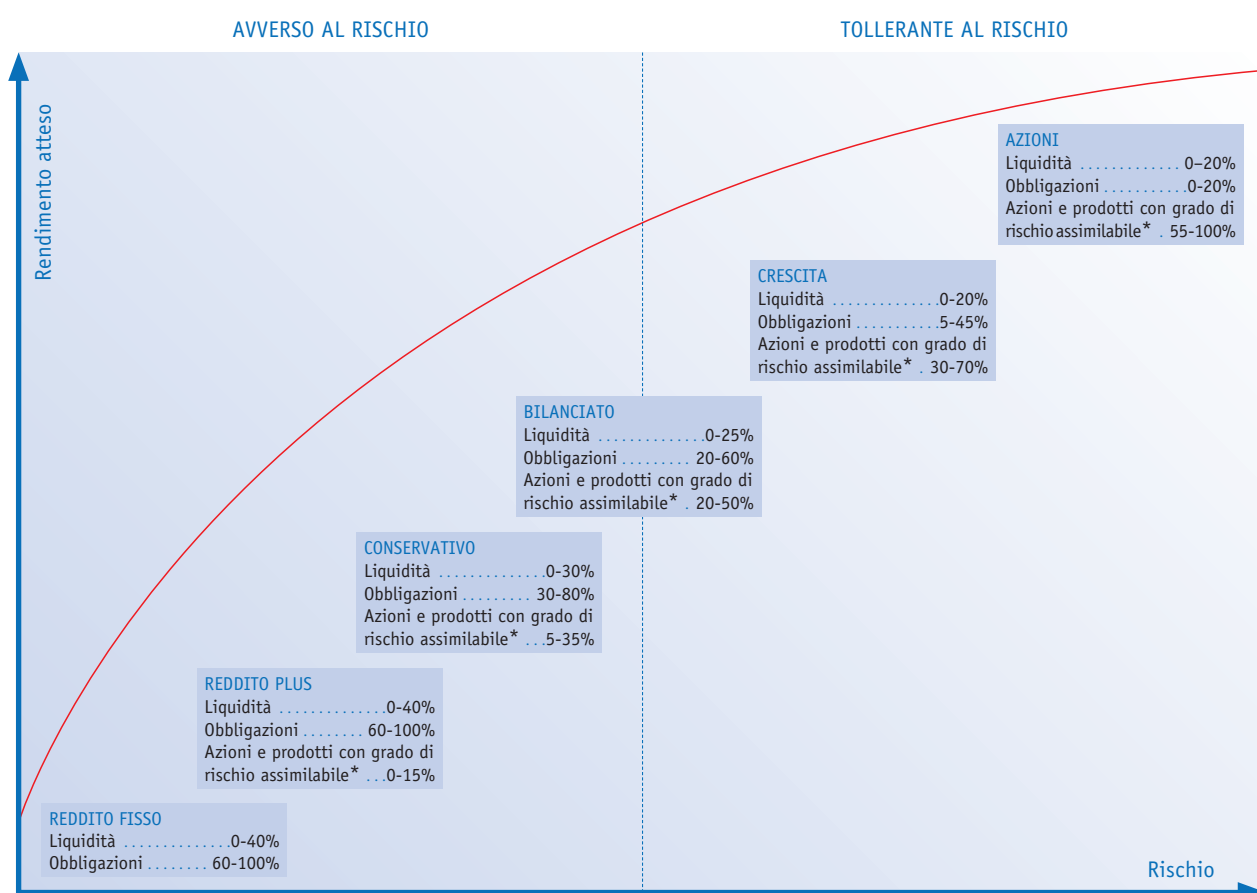 AVVERSO AL RISCHIO
TOLLERANTE AL RISCHIO
Rendimento atteso
AZIONI
Liquidità . . . . . . . . . . . . . 0–20%
Obbligazioni . . . . . . . . . . .0-20%
Azioni e prodotti con grado di
rischio assimilabile* . 55-100%
CRESCITA
Liquidità . . . . . . . . . . . . . .0-20%
Obbligazioni . . . . . . . . . . .5-45%
Azioni e prodotti con grado di
rischio assimilabile* . 30-70%
BILANCIATO
Liquidità . . . . . . . . . . . . . .0-25%
Obbligazioni . . . . . . . . . 20-60%
Azioni e prodotti con grado di
rischio assimilabile* . 20-50%
CONSERVATIVO
Liquidità . . . . . . . . . . . . . .0-30%
Obbligazioni . . . . . . . . . 30-80%
Azioni e prodotti con grado di
rischio assimilabile* . . .5-35%
REDDITO PLUS
Liquidità . . . . . . . . . . . . . .0-40%
Obbligazioni . . . . . . . . 60-100%
Azioni e prodotti con grado di
rischio assimilabile* . . .0-15%
REDDITO FISSO
Liquidità . . . . . . . . . . . . . .0-40%
Obbligazioni . . . . . . . . 60-100%
Rischio